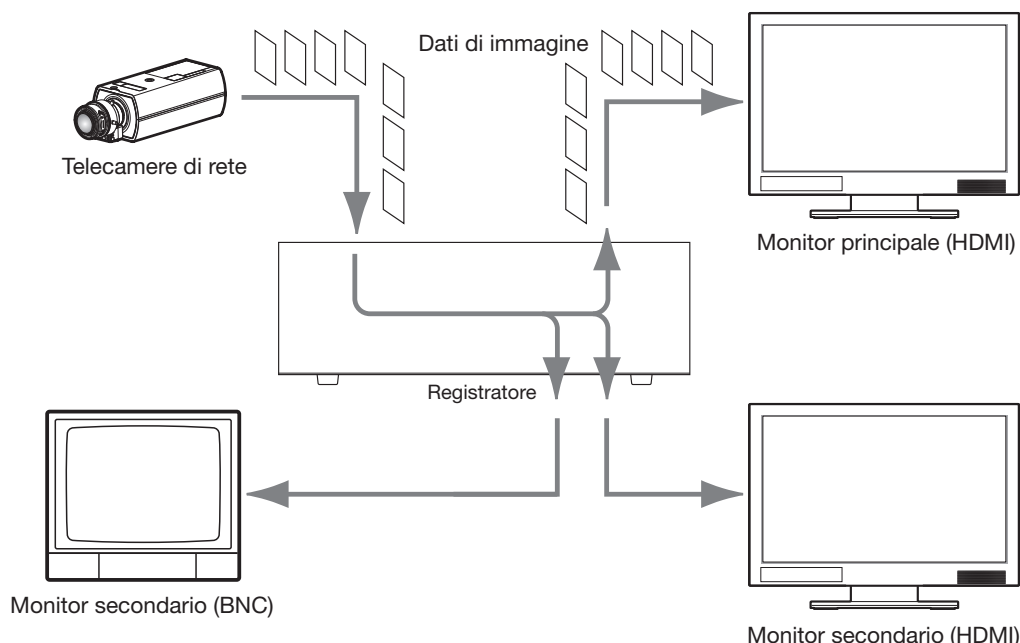 Dati di immagine
Telecamere di rete
Monitor principale (HDMI)
Registratore
Monitor secondario (BNC)
Monitor secondario (HDMI)